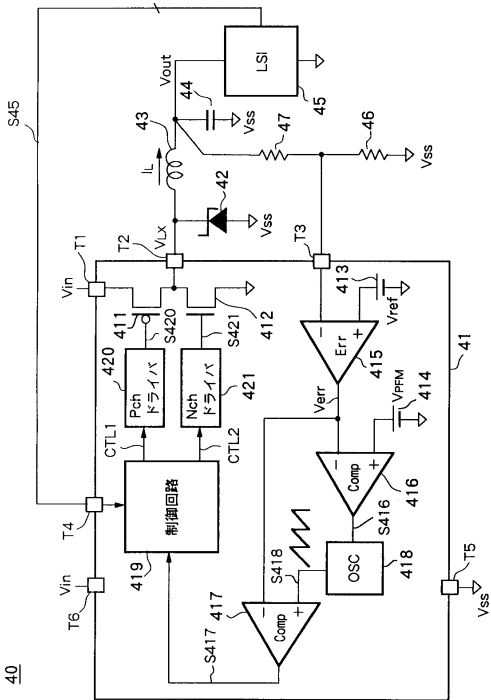 40
S45
Vout
LSI
45
44
Vss
43
IL
47
46
Vss
42
Vss
VLX
T1
Vin
T2
T3
411
S420
412
S421
420
Pch
ドライバ
Nch
ドライバ
421
CTL1
CTL2
制御回路
419
T4
T6
Vin
413
Vref
Err
415
Verr
VPFM
414
Comp
416
S416
41
OSC
418
S418
417
Comp
S417
T5
Vss